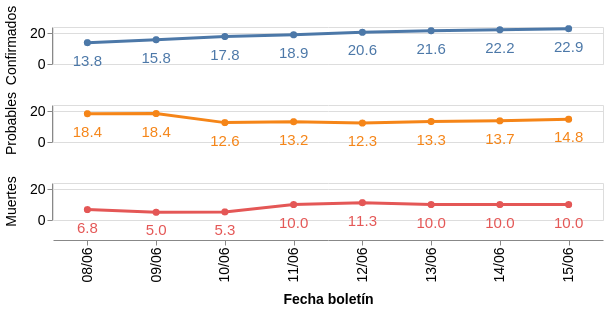 Confirmados
20
0
13.8 15.8 17.8 18.9 20.6 21.6 22.2 22.9
Probables
20
0
18.4 18.4 12.6 13.2 12.3 13.3 13.7 14.8
Muertes
20
0
6.8 5.0 5.3 10.0 11.3 10.0 10.0 10.0
08/06 09/06 10/06 11/06 12/06 13/06 14/06 15/06
Fecha boletín